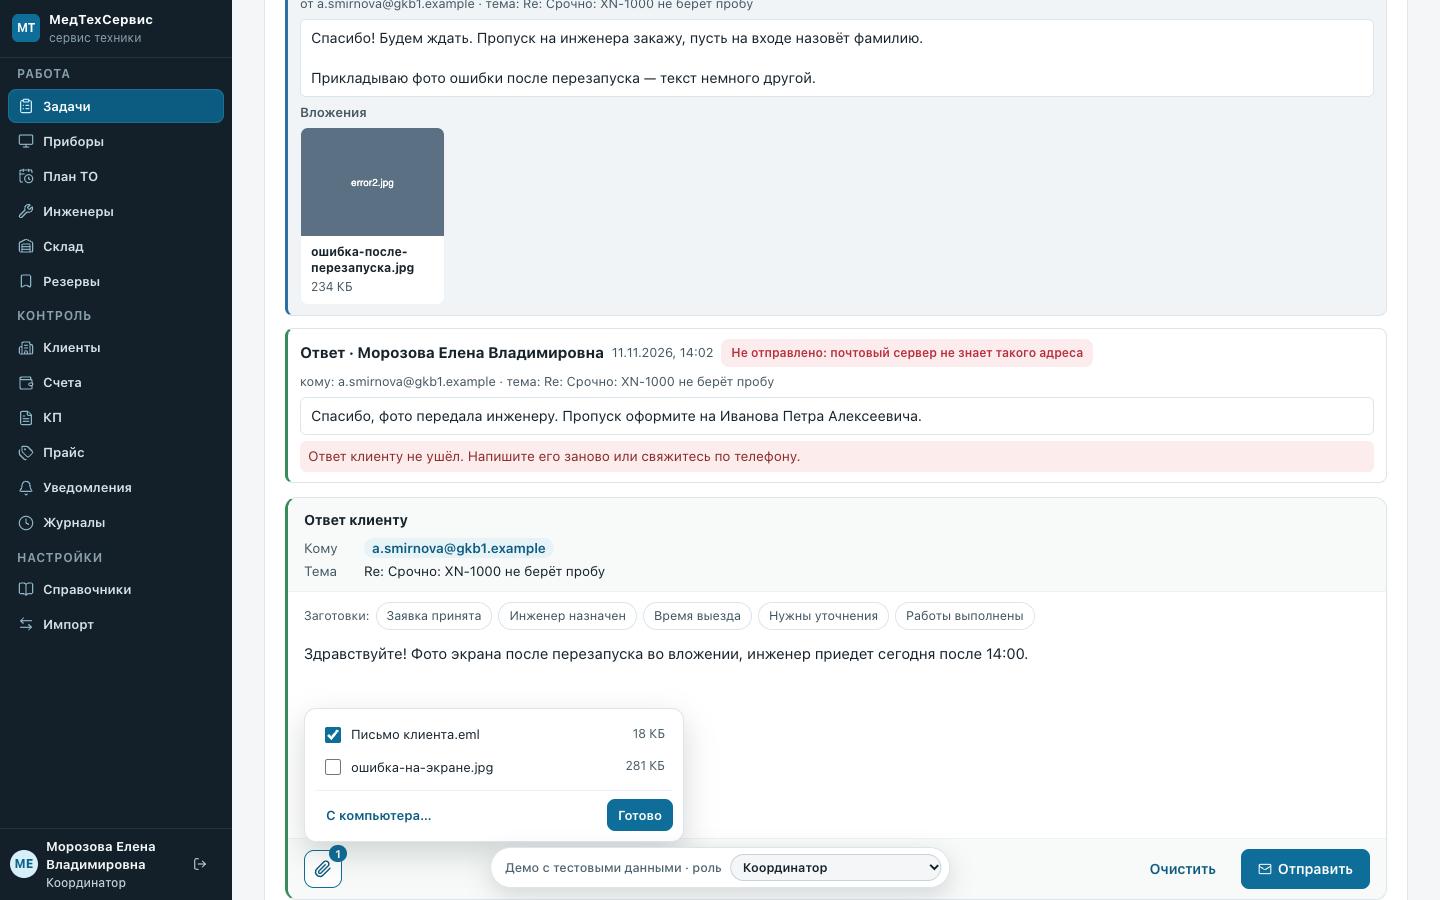 МТ
МедТехСервис
сервис техники
РАБОТА
Задачи
Приборы
План ТО
Инженеры
Склад
Резервы
КОНТРОЛЬ
Клиенты
Счета
КП
Прайс
Уведомления
Журналы
НАСТРОЙКИ
Справочники
Импорт
МЕ
Морозова Елена
Владимировна
Координатор
от a.smirnova@gkb1.example · тема: Re: Срочно: XN-1000 не берёт пробу
Спасибо! Будем ждать. Пропуск на инженера закажу, пусть на входе назовёт фамилию.
Прикладываю фото ошибки после перезапуска — текст немного другой.
Вложения
error2.jpg
ошибка-после-
перезапуска.jpg
234 КБ
Ответ · Морозова Елена Владимировна 11.11.2026, 14:02 Не отправлено: почтовый сервер не знает такого адреса
кому: a.smirnova@gkb1.example · тема: Re: Срочно: XN-1000 не берёт пробу
Спасибо, фото передала инженеру. Пропуск оформите на Иванова Петра Алексеевича.
Ответ клиенту не ушёл. Напишите его заново или свяжитесь по телефону.
Ответ клиенту
Кому a.smirnova@gkb1.example
Тема Re: Срочно: XN-1000 не берёт пробу
Заготовки: Заявка принята Инженер назначен Время выезда Нужны уточнения Работы выполнены
Здравствуйте! Фото экрана после перезапуска во вложении, инженер приедет сегодня после 14:00.
Письмо клиента.eml 18 КБ
ошибка-на-экране.jpg 281 КБ
С компьютера... Готово
1
Демо с тестовыми данными · роль Координатор
Очистить Отправить